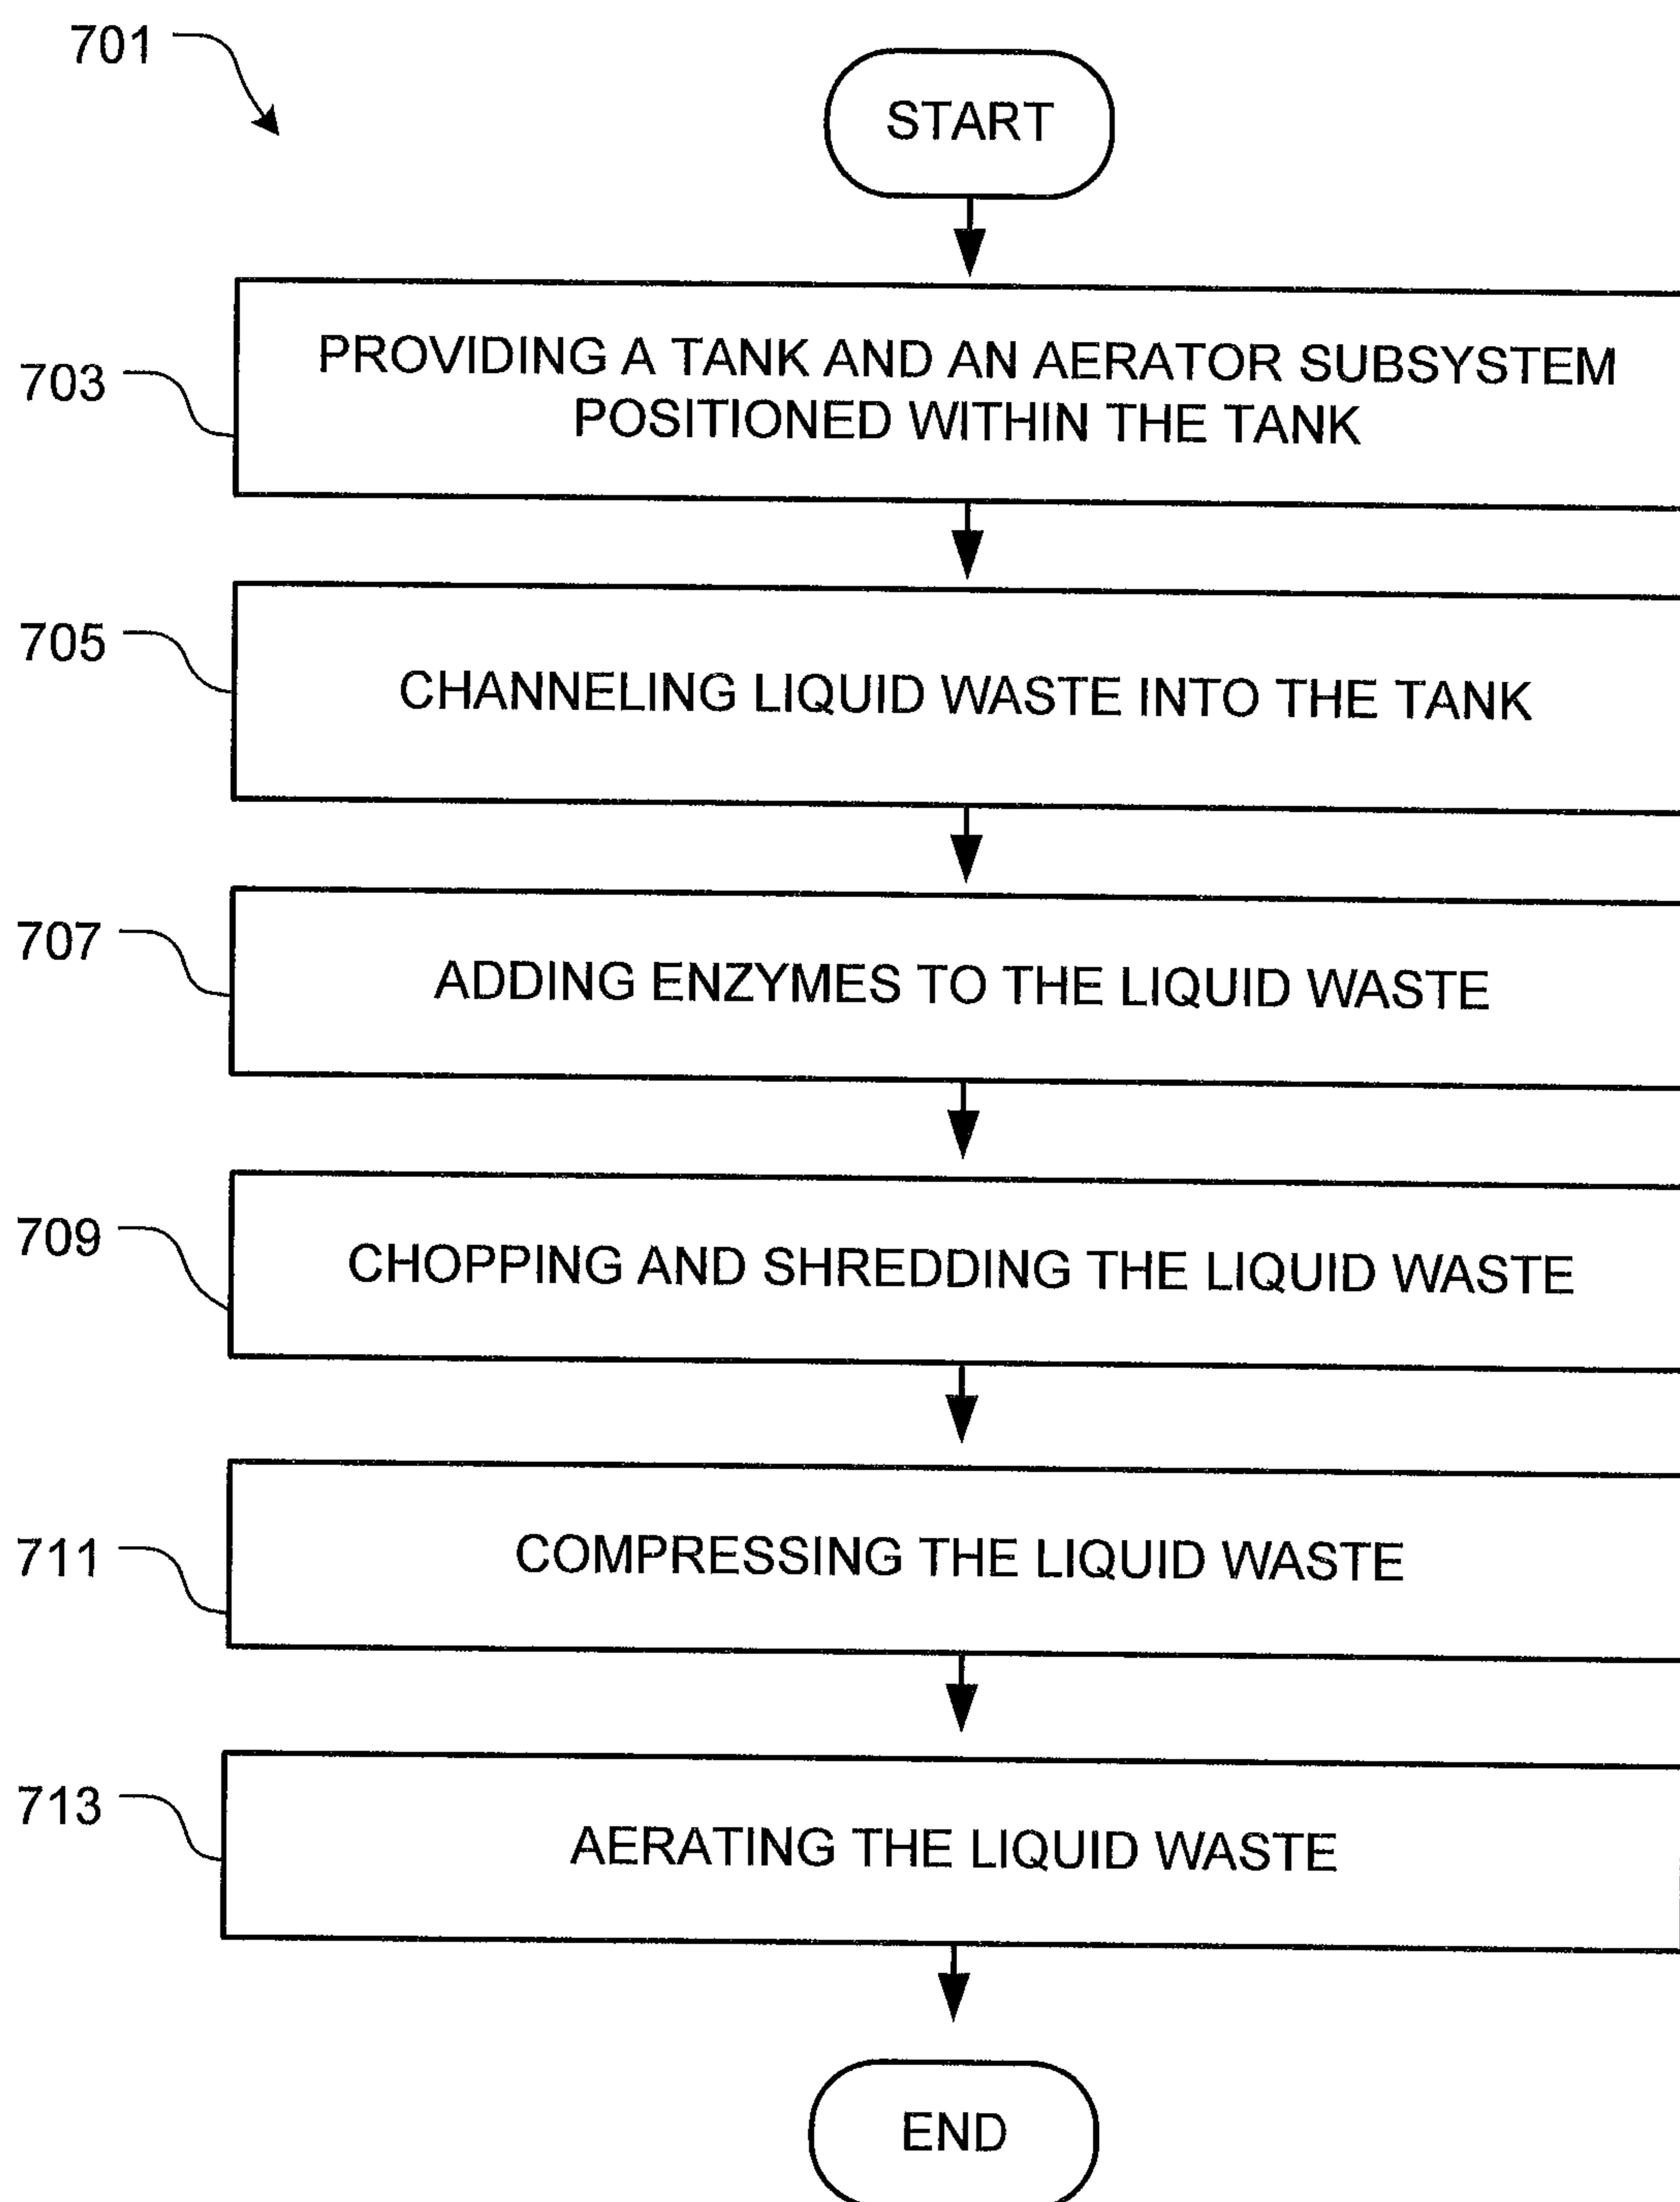 701
START
703
PROVIDING A TANK AND AN AERATOR SUBSYSTEM
POSITIONED WITHIN THE TANK
705
CHANNELING LIQUID WASTE INTO THE TANK
707
ADDING ENZYMES TO THE LIQUID WASTE
709
CHOPPING AND SHREDDING THE LIQUID WASTE
711
COMPRESSING THE LIQUID WASTE
713
AERATING THE LIQUID WASTE
END